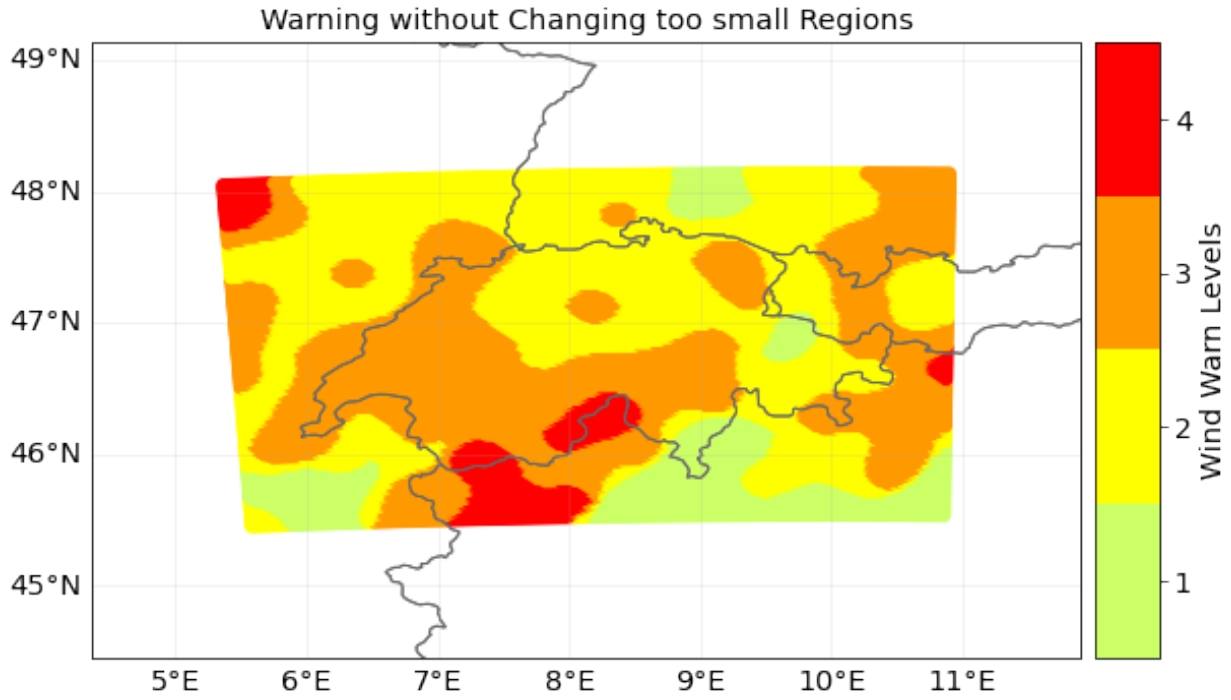 Warning without Changing too small Regions
49°N
48°N
47°N
46°N
45°N
5°E
6°E
7°E
8°E
9°E
10°E
11°E
4
3
2
1
Wind Warn Levels